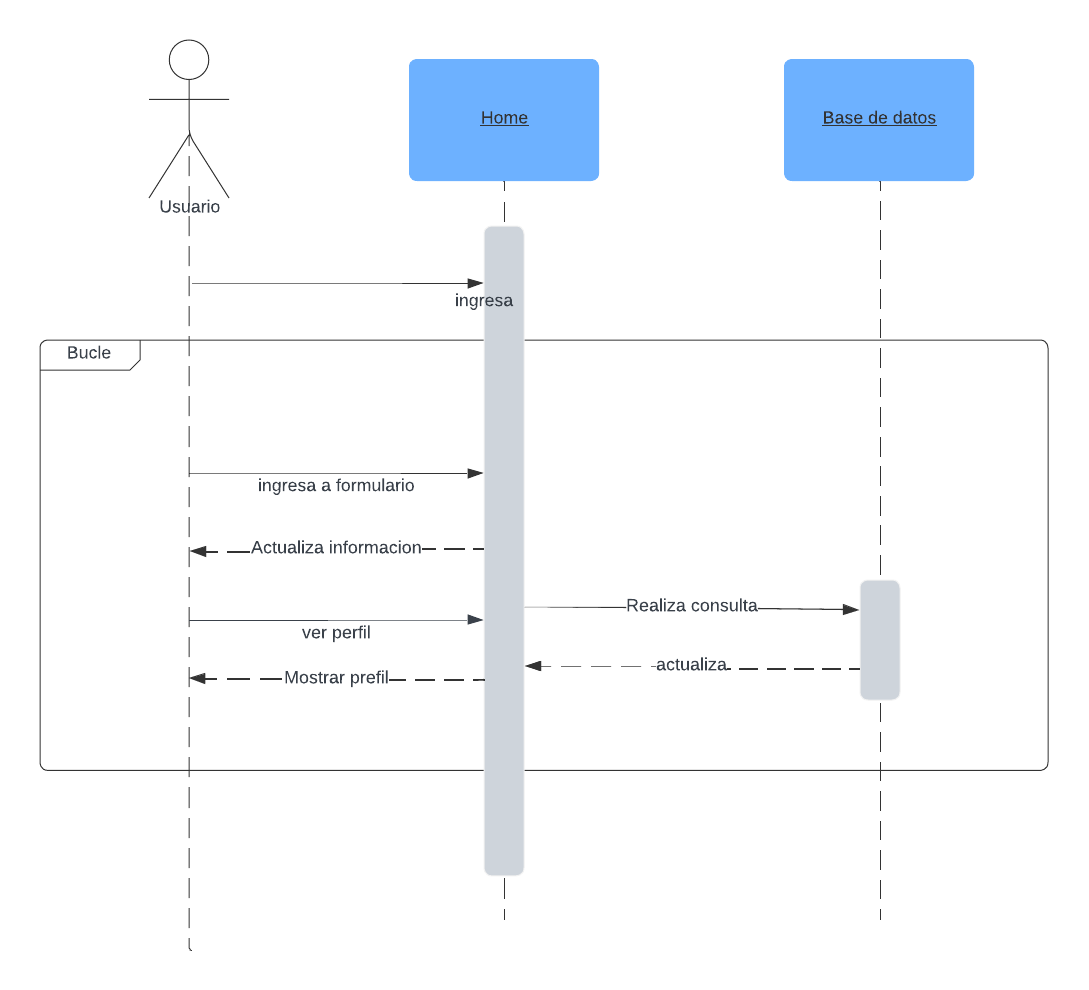 Home
Base de datos
Usuario
ingresa
Bucle
ingresa a formulario
Actualiza informacion
Realiza consulta
ver perfil
actualiza
Mostrar prefil